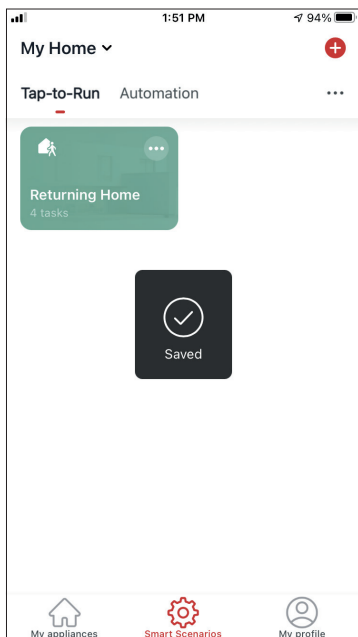 1:51 PM 94%
My Home
Tap-to-Run Automation
Returning Home
4 tasks
Saved
My appliances Smart Scenarios My profile